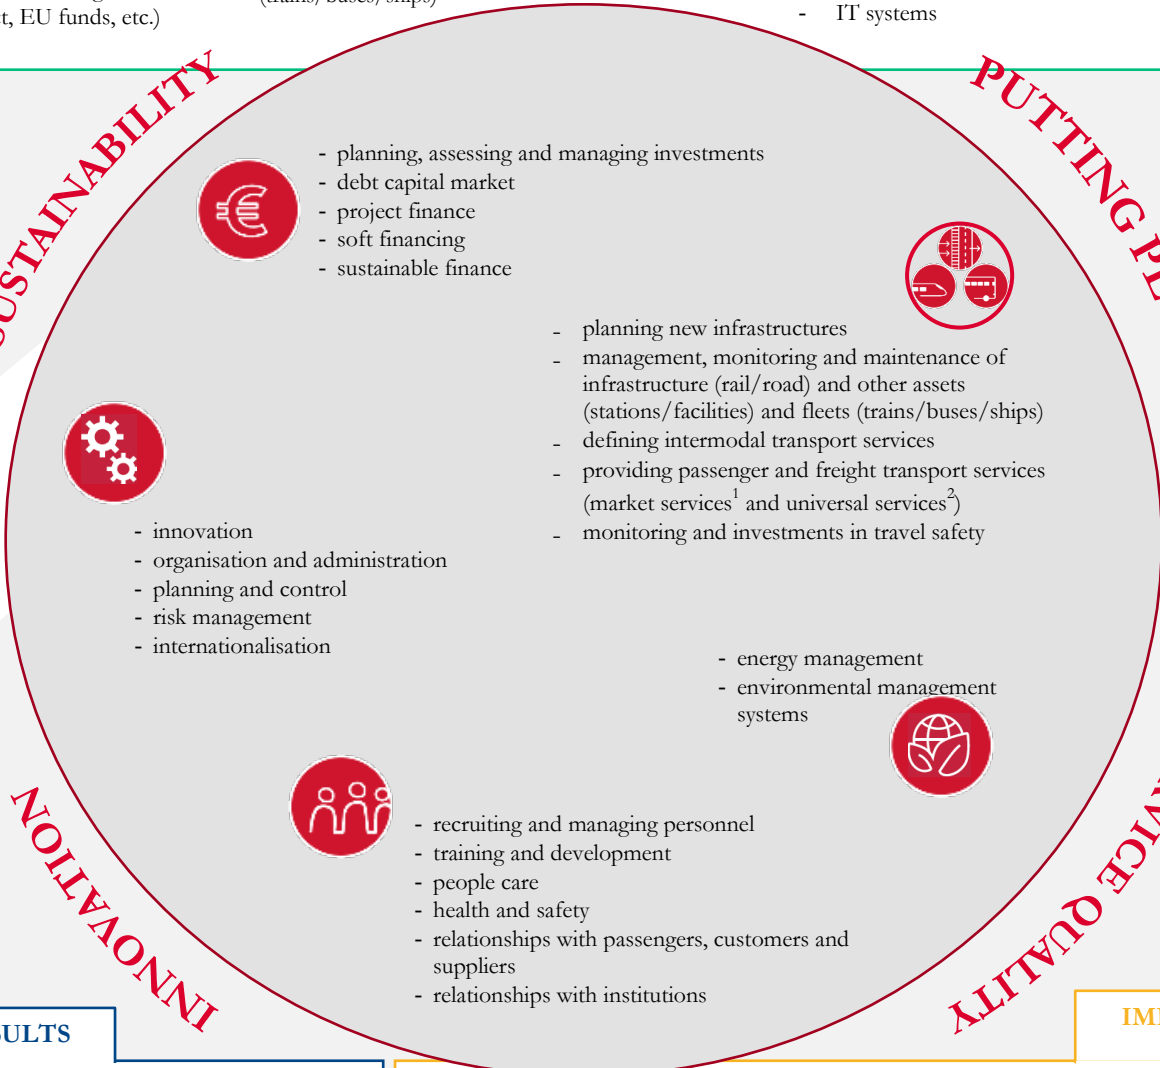 , EU funds, etc.)
(trains/buses/ships)
- IT systems
SUSTAINABILITY
PUTTING
- planning, assessing and managing investments
- debt capital market
- project finance
- soft financing
- sustainable finance
- planning new infrastructures
- management, monitoring and maintenance of
infrastructure (rail/road) and other assets
(stations/facilities) and fleets (trains/buses/ships)
- defining intermodal transport services
- providing passenger and freight transport services
(market services¹ and universal services²)
- monitoring and investments in travel safety
- innovation
- organisation and administration
- planning and control
- risk management
- internationalisation
- energy management
- environmental management
systems
- recruiting and managing personnel
- training and development
- people care
- health and safety
- relationships with passengers, customers and
suppliers
- relationships with institutions
INNOVATION
QUALITY